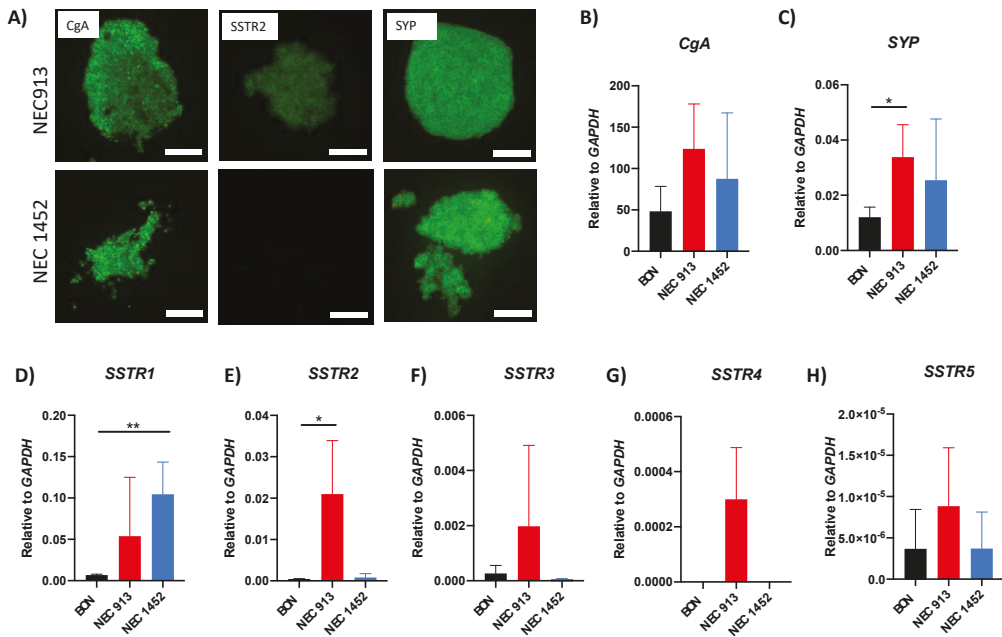 A)
CgA
SSTR2
SYP
NEC913
NEC 1452
B)
CgA
Relative to GAPDH
200
150
100
50
0
BON
NEC 913
NEC 1452
C)
SYP
Relative to GAPDH
0.06
0.04
0.02
0.00
*
BON
NEC 913
NEC 1452
D)
SSTR1
Relative to GAPDH
0.20
0.15
0.10
0.05
0.00
**
BON
NEC 913
NEC 1452
E)
SSTR2
Relative to GAPDH
0.04
0.03
0.02
0.01
0.00
*
BON
NEC 913
NEC 1452
F)
SSTR3
Relative to GAPDH
0.006
0.004
0.002
0.000
BON
NEC 913
NEC 1452
G)
SSTR4
Relative to GAPDH
0.0006
0.0004
0.0002
0.0000
BON
NEC 913
NEC 1452
H)
SSTR5
Relative to GAPDH
2.0×10⁻⁵
1.5×10⁻⁵
1.0×10⁻⁵
5.0×10⁻⁶
0.0
BON
NEC 913
NEC 1452